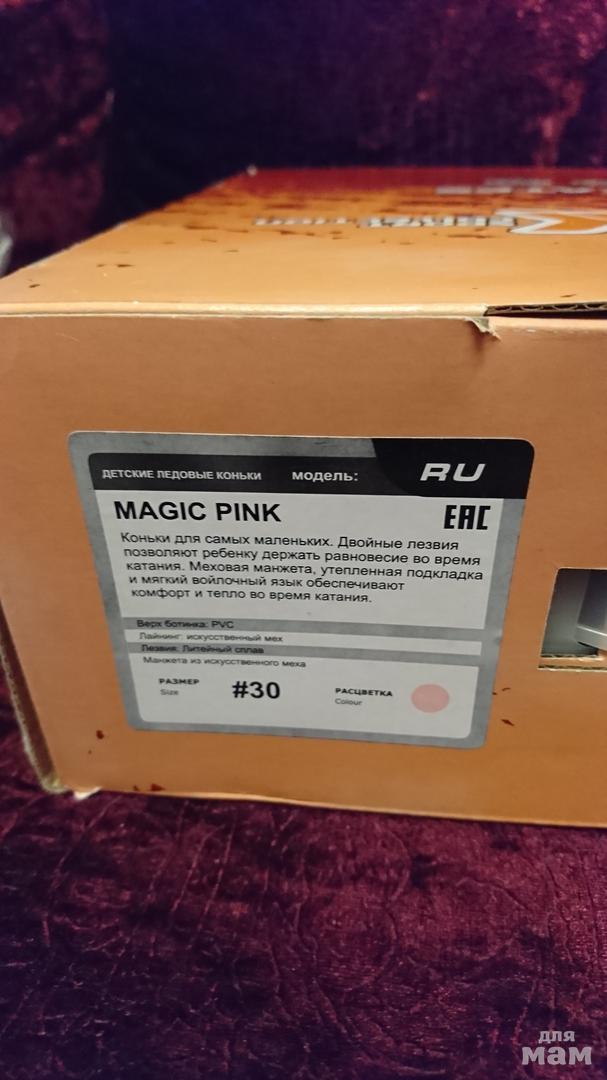 ДЕТСКИЕ ЛЕДОВЫЕ КОНЬКИ МОДЕЛЬ: RU
MAGIC PINK EAC
Коньки для самых маленьких. Двойные лезвия
позволяют ребенку держать равновесие во время
катания. Меховая манжета, утепленная подкладка
и мягкий войлочный язык обеспечивают
комфорт и тепло во время катания.
Верх ботинка: PVC
Лайнинг: искусственный мех
Лезвия: Литейный сплав
Манжета из искусственного меха
РАЗМЕР #30 РАСЦВЕТКА
Size Colour
для
мам